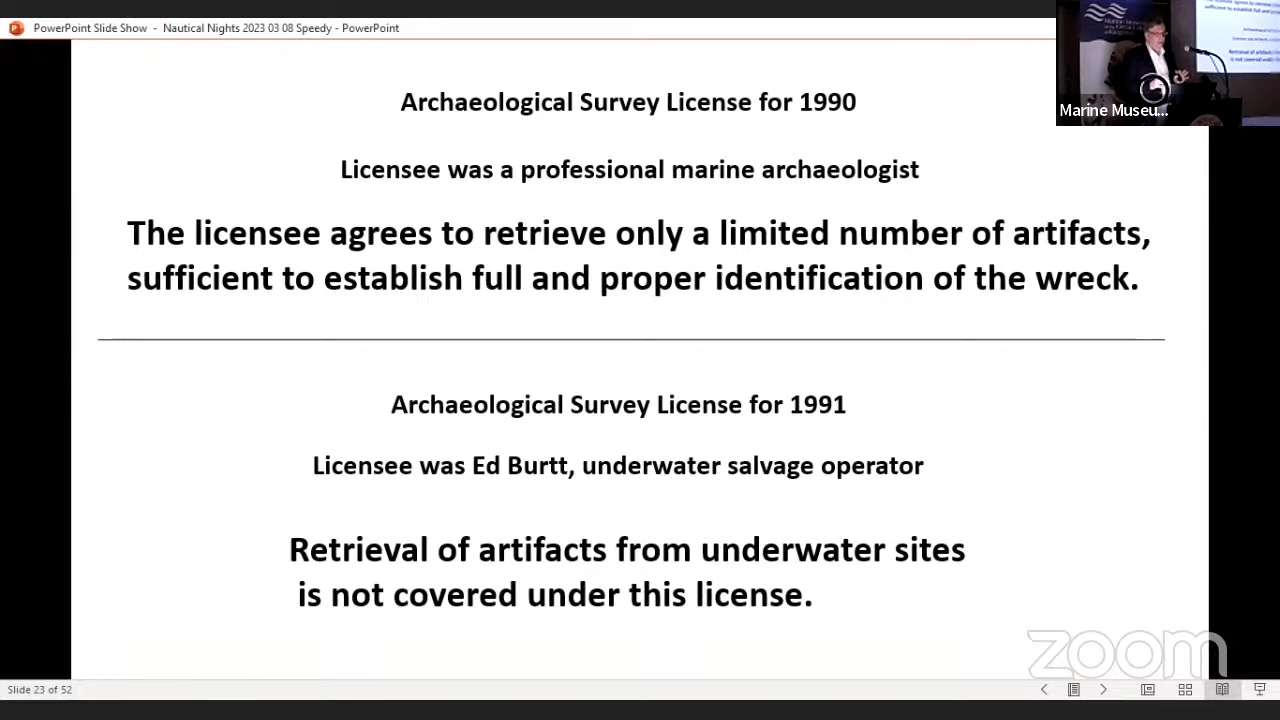 PowerPoint Slide Show - Nautical Nights 2023 03 08 Speedy - PowerPoint
Marine Museu...
Archaeological Survey License for 1990
Licensee was a professional marine archaeologist
The licensee agrees to retrieve only a limited number of artifacts,
sufficient to establish full and proper identification of the wreck.
Archaeological Survey License for 1991
Licensee was Ed Burtt, underwater salvage operator
Retrieval of artifacts from underwater sites
is not covered under this license.
zoom
Slide 23 of 52